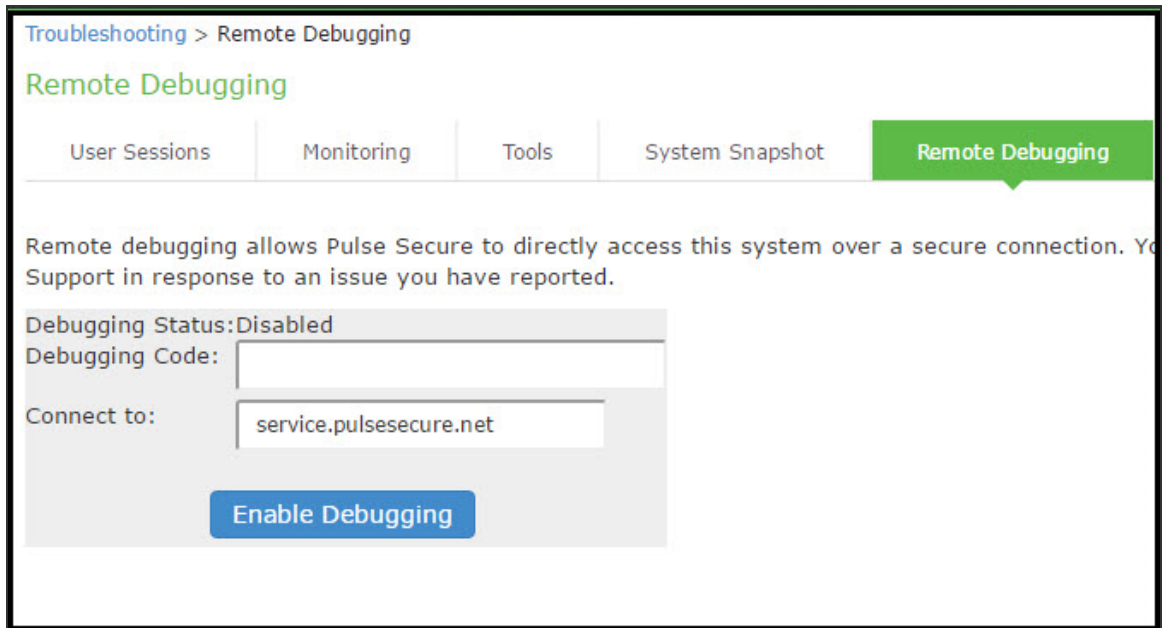 Troubleshooting > Remote Debugging
Remote Debugging
User Sessions Monitoring Tools System Snapshot Remote Debugging
Remote debugging allows Pulse Secure to directly access this system over a secure connection. Yo
Support in response to an issue you have reported.
Debugging Status:Disabled
Debugging Code:
Connect to: service.pulsesecure.net
Enable Debugging